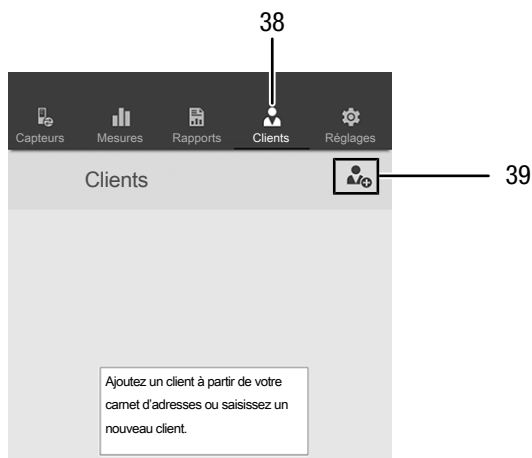 38
Capteurs Mesures Rapports Clients Réglages
Clients
39
Ajoutez un client à partir de votre
carnet d'adresses ou saisissez un
nouveau client.